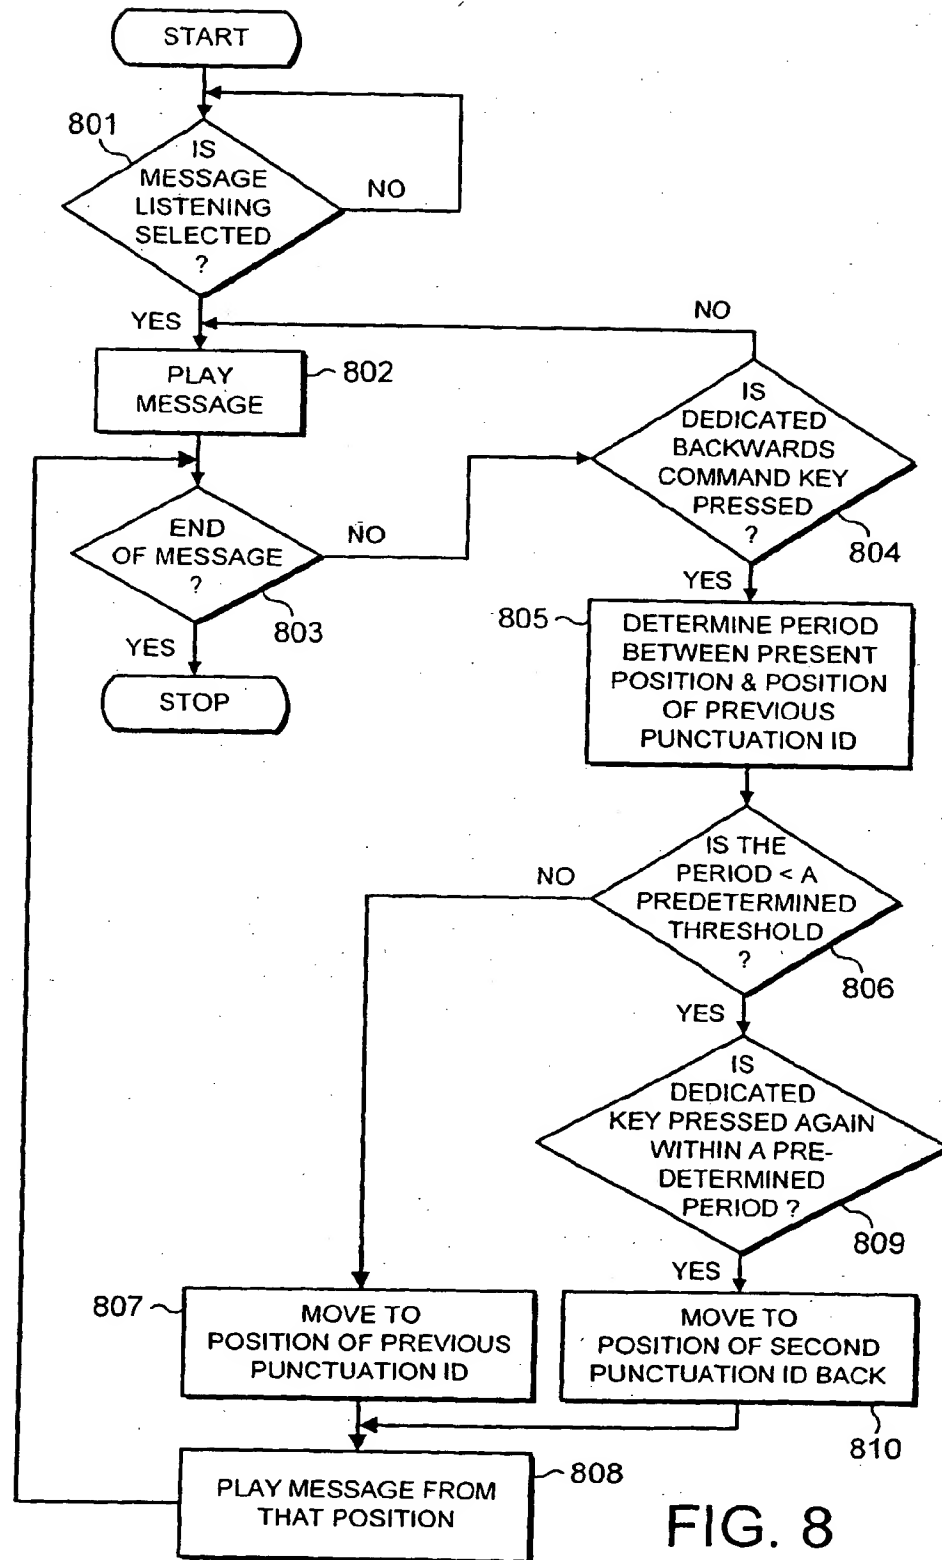 START
801
IS
MESSAGE
LISTENING
SELECTED
?
NO
YES
PLAY
MESSAGE
802
NO
IS
DEDICATED
BACKWARDS
COMMAND KEY
PRESSED
?
804
END
OF MESSAGE
?
NO
803
YES
STOP
YES
805
DETERMINE PERIOD
BETWEEN PRESENT
POSITION & POSITION
OF PREVIOUS
PUNCTUATION ID
IS THE
PERIOD < A
PREDETERMINED
THRESHOLD
?
NO
806
YES
IS
DEDICATED
KEY PRESSED AGAIN
WITHIN A PRE-
DETERMINED
PERIOD ?
809
YES
807
MOVE TO
POSITION OF PREVIOUS
PUNCTUATION ID
MOVE TO
POSITION OF SECOND
PUNCTUATION ID BACK
810
PLAY MESSAGE FROM
THAT POSITION
808
FIG. 8